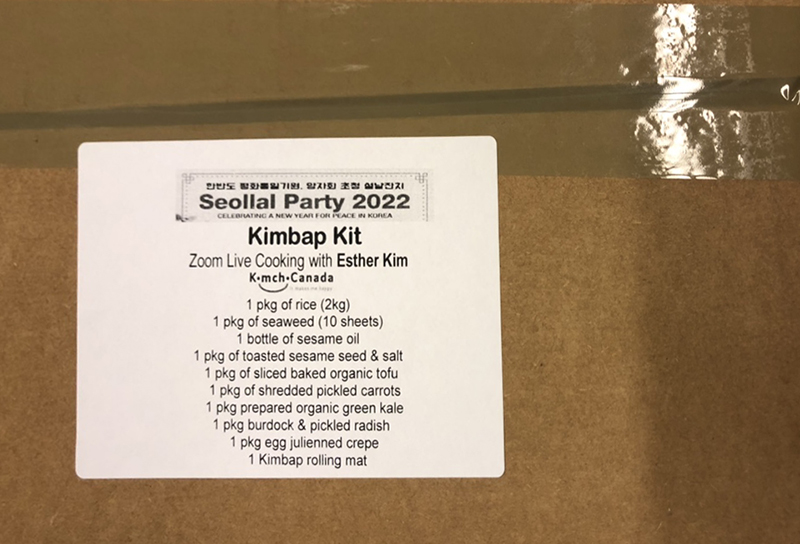 한반도 평화통일기원, 양자회 초청 설날잔치
Seollal Party 2022
CELEBRATING A NEW YEAR FOR PEACE IN KOREA
Kimbap Kit
Zoom Live Cooking with Esther Kim
K•mch•Canada
1 pkg of rice (2kg)
1 pkg of seaweed (10 sheets)
1 bottle of sesame oil
1 pkg of toasted sesame seed & salt
1 pkg of sliced baked organic tofu
1 pkg of shredded pickled carrots
1 pkg prepared organic green kale
1 pkg burdock & pickled radish
1 pkg egg julienned crepe
1 Kimbap rolling mat